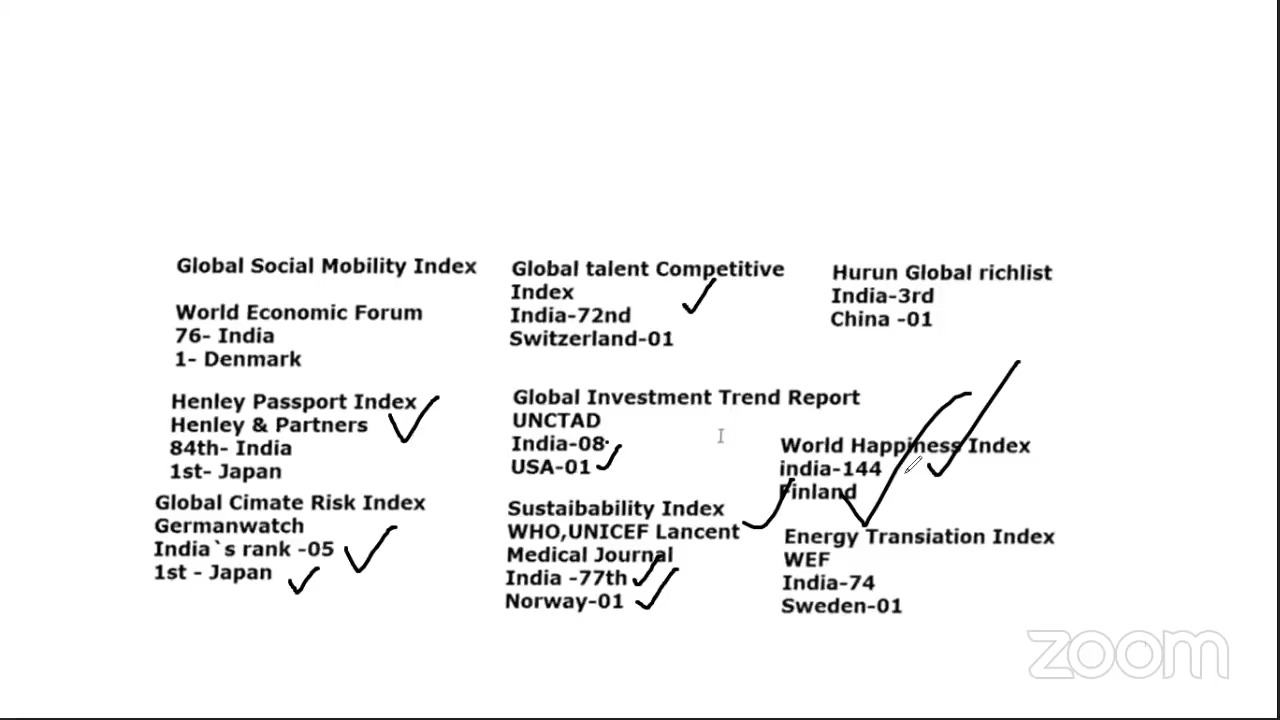 Global Social Mobility Index
World Economic Forum
76- India
1- Denmark
Henley Passport Index
Henley & Partners
84th- India
1st- Japan
Global Cimate Risk Index
Germanwatch
India`s rank -05
1st - Japan
Global talent Competitive
Index
India-72nd
Switzerland-01
Global Investment Trend Report
UNCTAD
India-08
USA-01
Sustaibability Index
WHO,UNICEF Lancent
Medical Journal
India -77th
Norway-01
Hurun Global richlist
India-3rd
China -01
World Happiness Index
india-144
Finland
Energy Transiation Index
WEF
India-74
Sweden-01
zoom